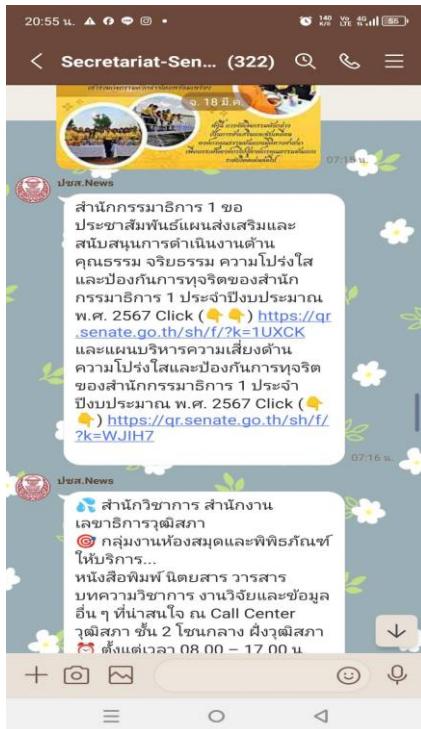 20:55 น.
140 K/s Vo LTE 4G 55
Secretariat-Sen... (322)
จ. 18 มี.ค.
07:15 น.
ปชส.News
สำนักกรรมาธิการ 1 ขอ
ประชาสัมพันธ์แผนส่งเสริมและ
สนับสนุนการดำเนินงานด้าน
คุณธรรม จริยธรรม ความโปร่งใส
และป้องกันการทุจริตของสำนัก
กรรมาธิการ 1 ประจำปีงบประมาณ
พ.ศ. 2567 Click (👇👇) https://qr
.senate.go.th/sh/f/?k=1UXCK
และแผนบริหารความเสี่ยงด้าน
ความโปร่งใสและป้องกันการทุจริต
ของสำนักกรรมาธิการ 1 ประจำ
ปีงบประมาณ พ.ศ. 2567 Click (👇
👇) https://qr.senate.go.th/sh/f/
?k=WJIH7
07:16 น.
ปชส.News
💦 สำนักวิชาการ สำนักงาน
เลขาธิการวุฒิสภา
🎯 กลุ่มงานห้องสมุดและพิพิธภัณฑ์
ให้บริการ...
หนังสือพิมพ์ นิตยสาร วารสาร
บทความวิชาการ งานวิจัยและข้อมูล
อื่น ๆ ที่น่าสนใจ ณ Call Center
วุฒิสภา ชั้น 2 โซนกลาง ฝั่งวุฒิสภา
⏰ ตั้งแต่เวลา 08.00 – 17.00 น.